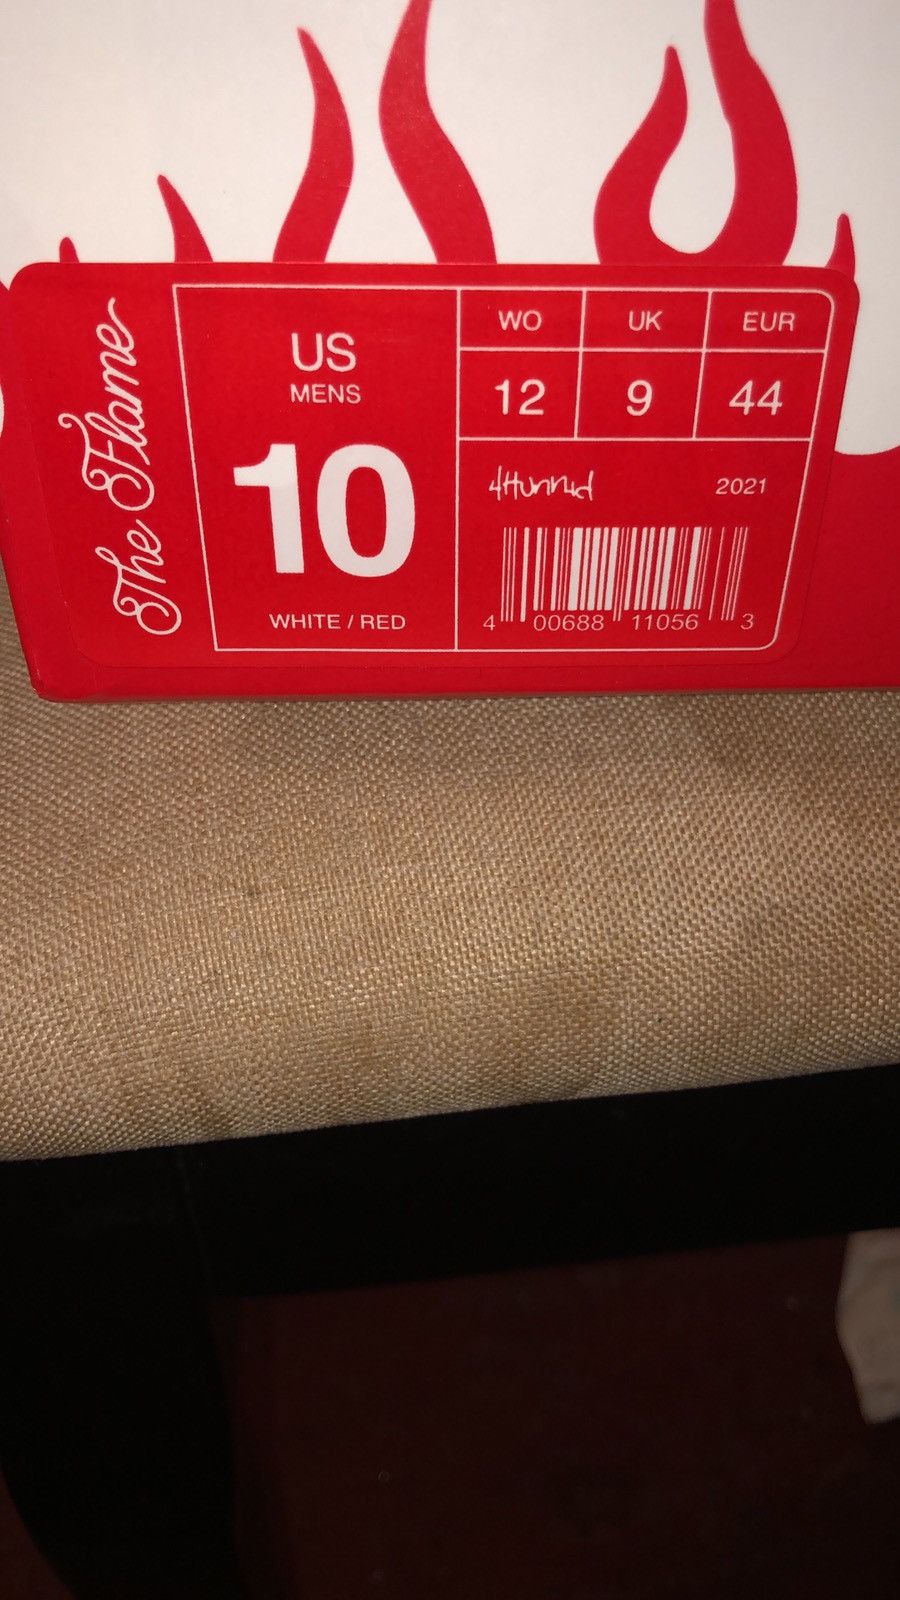 The Flame
US
MENS
10
WHITE / RED
WO UK EUR
12 9 44
4Hunnid 2021
4 00688 11056 3